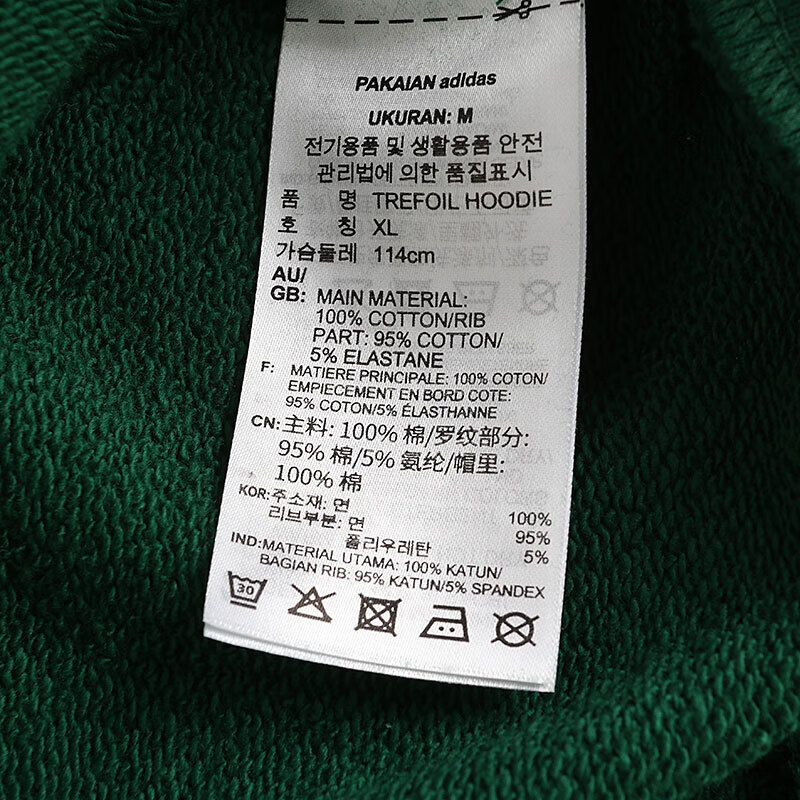 PAKAIAN adidas
UKURAN: M
전기용품 및 생활용품 안전
관리법에 의한 품질표시
품 명 TREFOIL HOODIE
호 칭 XL
가슴둘레 114cm
AU/
GB: MAIN MATERIAL:
100% COTTON/RIB
PART: 95% COTTON/
5% ELASTANE
F: MATIERE PRINCIPALE: 100% COTON/
EMPIECEMENT EN BORD COTE:
95% COTON/5% ÉLASTHANNE
CN: 主料: 100% 棉/罗纹部分:
95% 棉/5% 氨纶/帽里:
100% 棉
KOR: 주소재: 면 100%
리브부분: 면 95%
폴리우레탄 5%
IND: MATERIAL UTAMA: 100% KATUN/
BAGIAN RIB: 95% KATUN/5% SPANDEX
30